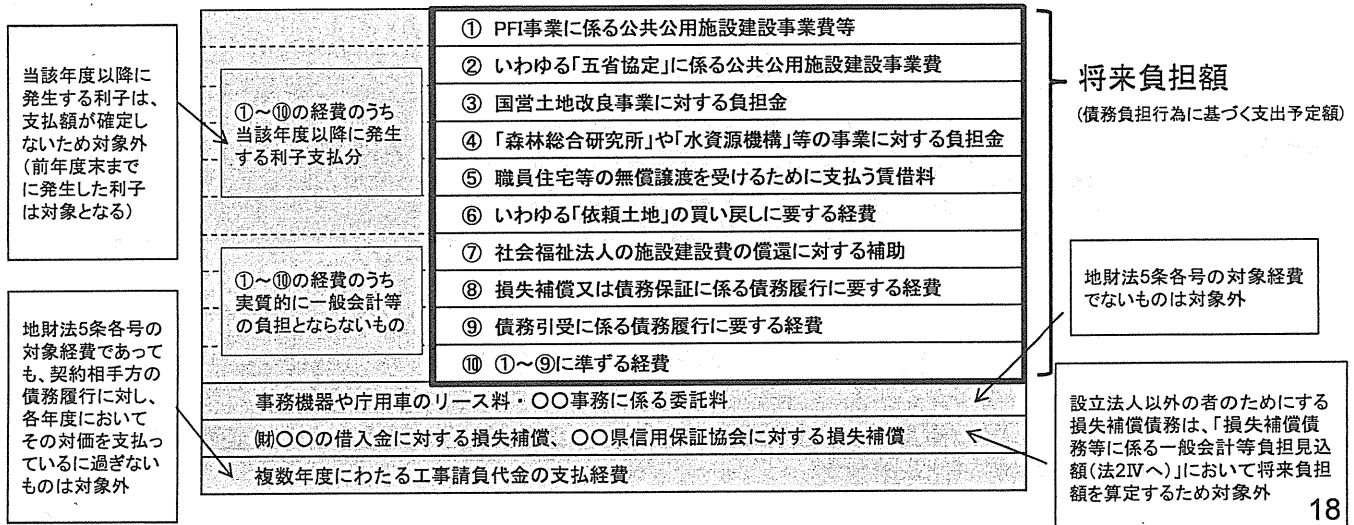 当該年度以降に
発生する利子は、
支払額が確定し
ないため対象外
(前年度末まで
に発生した利子
は対象となる)
地財法5条各号の
対象経費であって
も、契約相手方の
債務履行に対し、
各年度において
その対価を支払っ
ているに過ぎない
ものは対象外
①～⑩の経費のうち
当該年度以降に発生
する利子支払分
①～⑩の経費のうち
実質的に一般会計等
の負担とならないもの
① PFI事業に係る公共公用施設建設事業費等
② いわゆる「五省協定」に係る公共公用施設建設事業費
③ 国営土地改良事業に対する負担金
④ 「森林総合研究所」や「水資源機構」等の事業に対する負担金
⑤ 職員住宅等の無償譲渡を受けるために支払う賃借料
⑥ いわゆる「依頼土地」の買い戻しに要する経費
⑦ 社会福祉法人の施設建設費の償還に対する補助
⑧ 損失補償又は債務保証に係る債務履行に要する経費
⑨ 債務引受に係る債務履行に要する経費
⑩ ①～⑨に準ずる経費
事務機器や庁用車のリース料・〇〇事務に係る委託料
㈶〇〇の借入金に対する損失補償、〇〇県信用保証協会に対する損失補償
複数年度にわたる工事請負代金の支払経費
将来負担額
(債務負担行為に基づく支出予定額)
地財法5条各号の対象経費
でないものは対象外
設立法人以外の者のためにする
損失補償債務は、「損失補償債
務等に係る一般会計等負担見込
額(法2Ⅳへ)」において将来負担
額を算定するため対象外
18